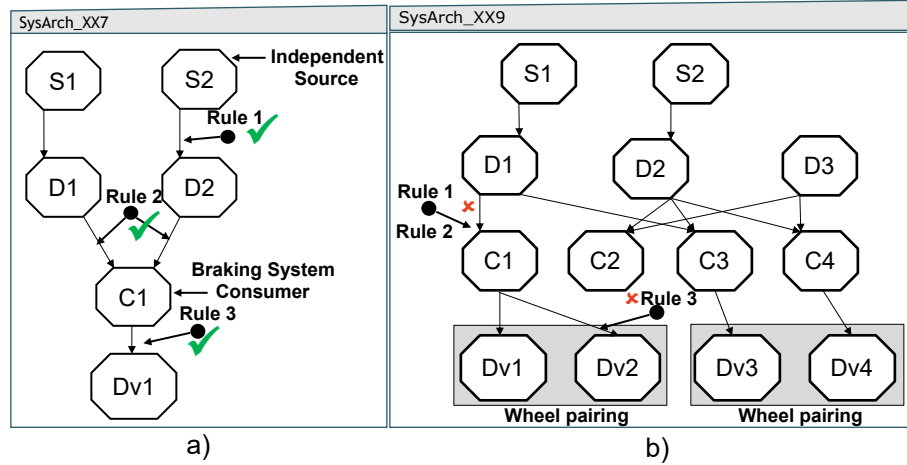 SysArch_XX7
S1
S2
Independent
Source
Rule 1
D1
D2
Rule 2
Braking System
Consumer
C1
Rule 3
Dv1
a)
SysArch_XX9
S1
S2
D1
D2
D3
Rule 1
Rule 2
C1
C2
C3
C4
Rule 3
Dv1
Dv2
Dv3
Dv4
Wheel pairing
Wheel pairing
b)